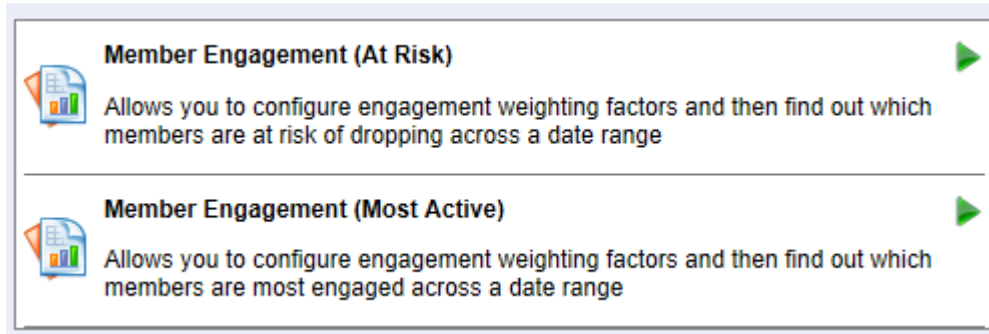 Member Engagement (At Risk)
Allows you to configure engagement weighting factors and then find out which
members are at risk of dropping across a date range
Member Engagement (Most Active)
Allows you to configure engagement weighting factors and then find out which
members are most engaged across a date range